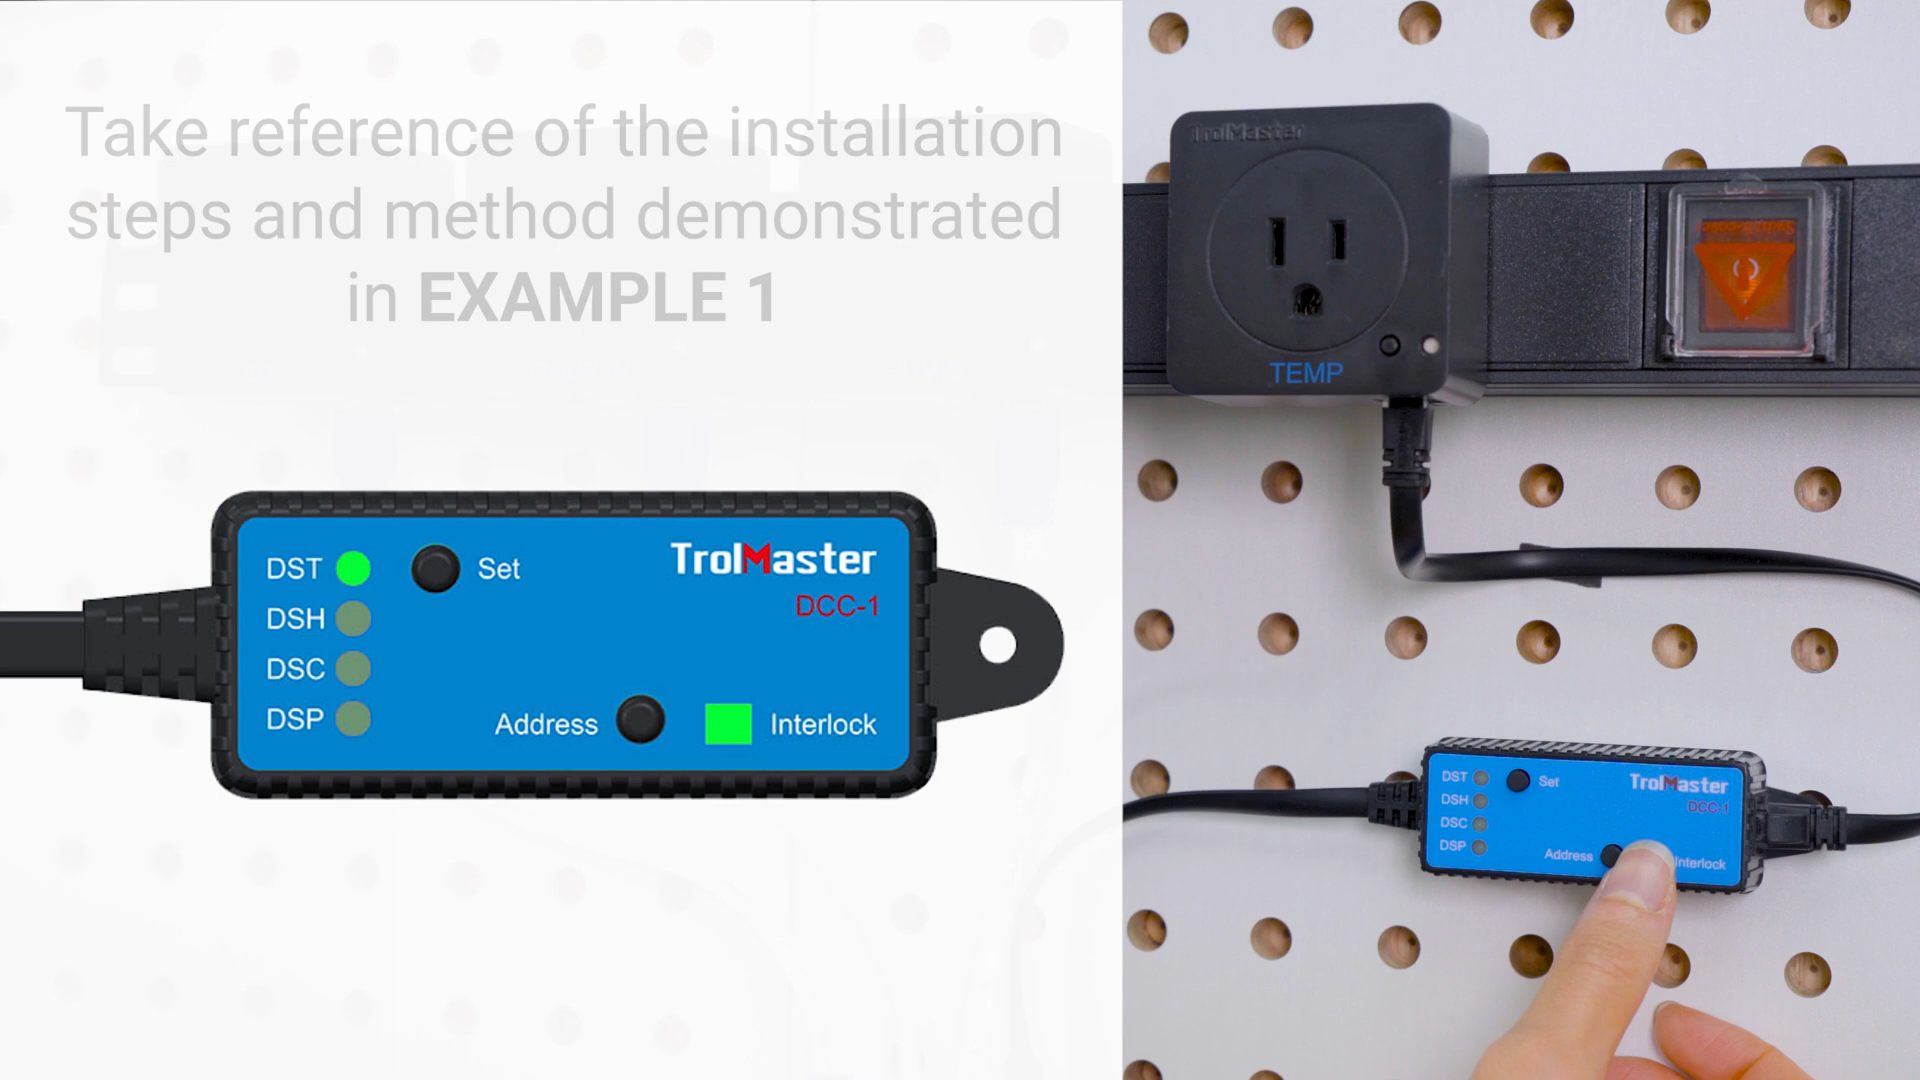 Take reference of the installation
steps and method demonstrated
in EXAMPLE 1
DST
Set
TrolMaster
DSH
DCC-1
DSC
DSP
Address
Interlock
TrolMaster
TEMP
DST
Set
TrolMaster
DSH
DCC-1
DSC
DSP
Address
Interlock